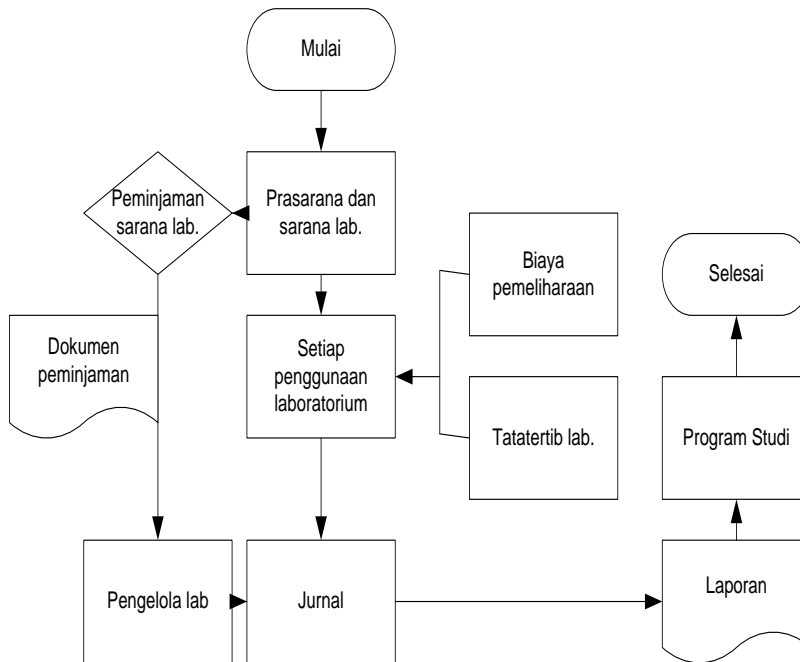 Mulai
Peminjaman
sarana lab.
Prasarana dan
sarana lab.
Biaya
pemeliharaan
Selesai
Dokumen
peminjaman
Setiap
penggunaan
laboratorium
Tatatertib lab.
Program Studi
Pengelola lab
Jurnal
Laporan